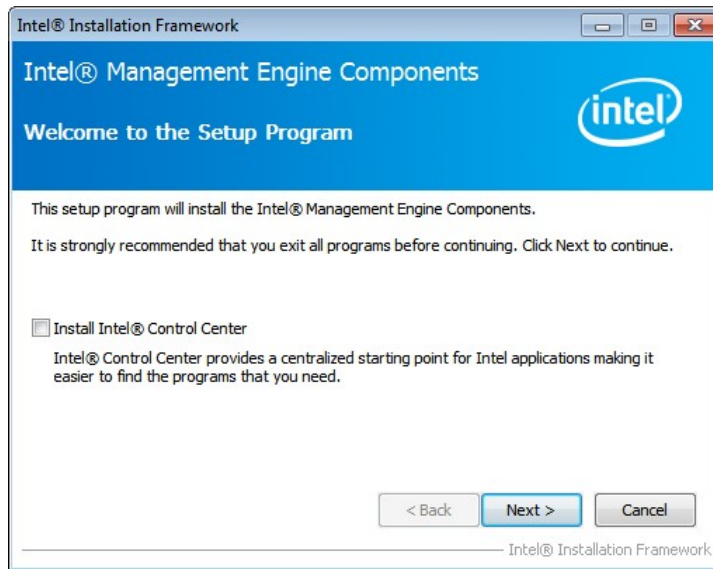 Intel® Installation Framework
Intel® Management Engine Components
Welcome to the Setup Program
intel
This setup program will install the Intel® Management Engine Components.
It is strongly recommended that you exit all programs before continuing. Click Next to continue.
Install Intel® Control Center
Intel® Control Center provides a centralized starting point for Intel applications making it
easier to find the programs that you need.
< Back Next > Cancel
Intel® Installation Framework